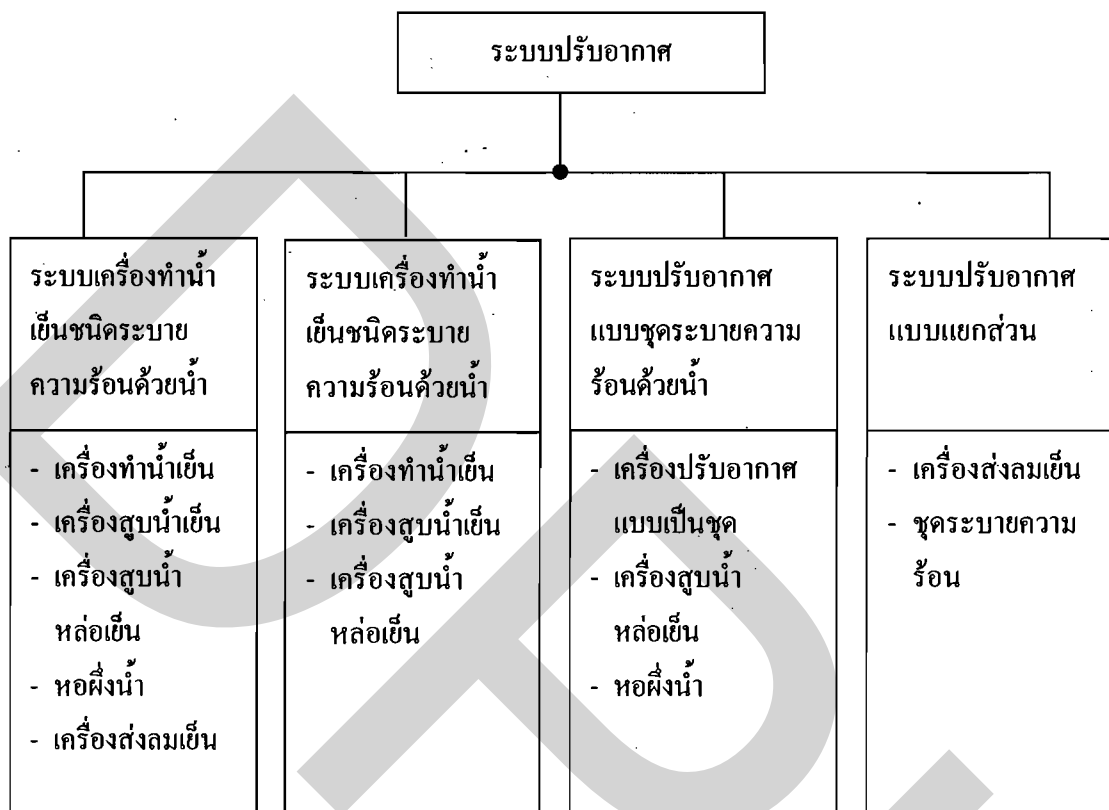 ระบบปรับอากาศ
ระบบเครื่องทำน้ำ
เย็นชนิดระบาย
ความร้อนด้วยน้ำ
- เครื่องทำน้ำเย็น
- เครื่องสูบน้ำเย็น
- เครื่องสูบน้ำ
หล่อเย็น
- หอผึ่งน้ำ
- เครื่องส่งลมเย็น
ระบบเครื่องทำน้ำ
เย็นชนิดระบาย
ความร้อนด้วยน้ำ
- เครื่องทำน้ำเย็น
- เครื่องสูบน้ำเย็น
- เครื่องสูบน้ำ
หล่อเย็น
ระบบปรับอากาศ
แบบชุดระบายความ
ร้อนด้วยน้ำ
- เครื่องปรับอากาศ
แบบเป็นชุด
- เครื่องสูบน้ำ
หล่อเย็น
- หอผึ่งน้ำ
ระบบปรับอากาศ
แบบแยกส่วน
- เครื่องส่งลมเย็น
- ชุดระบายความ
ร้อน